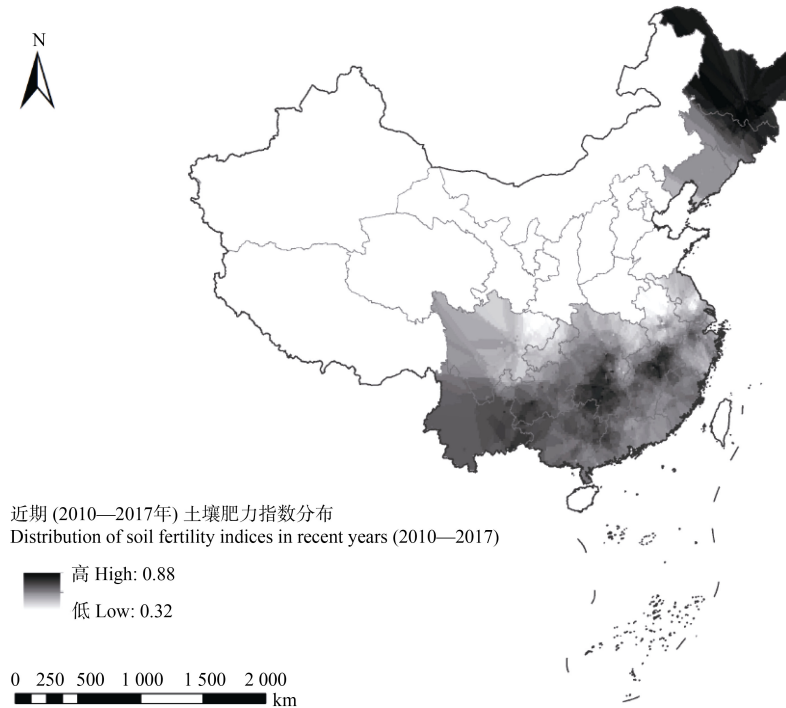 N
近期 (2010—2017年) 土壤肥力指数分布
Distribution of soil fertility indices in recent years (2010—2017)
高 High: 0.88
低 Low: 0.32
0 250 500 1 000 1 500 2 000
km